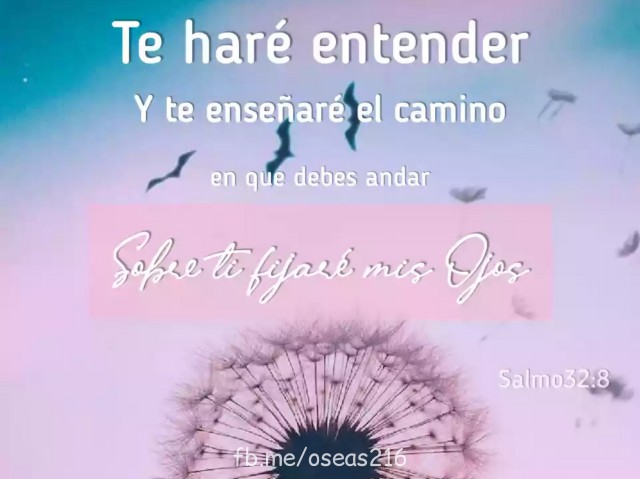 Te haré entender
Y te enseñaré el camino
en que debes andar
Sobre ti fijaré mis Ojos
Salmo32:8
fb.me/oseas216